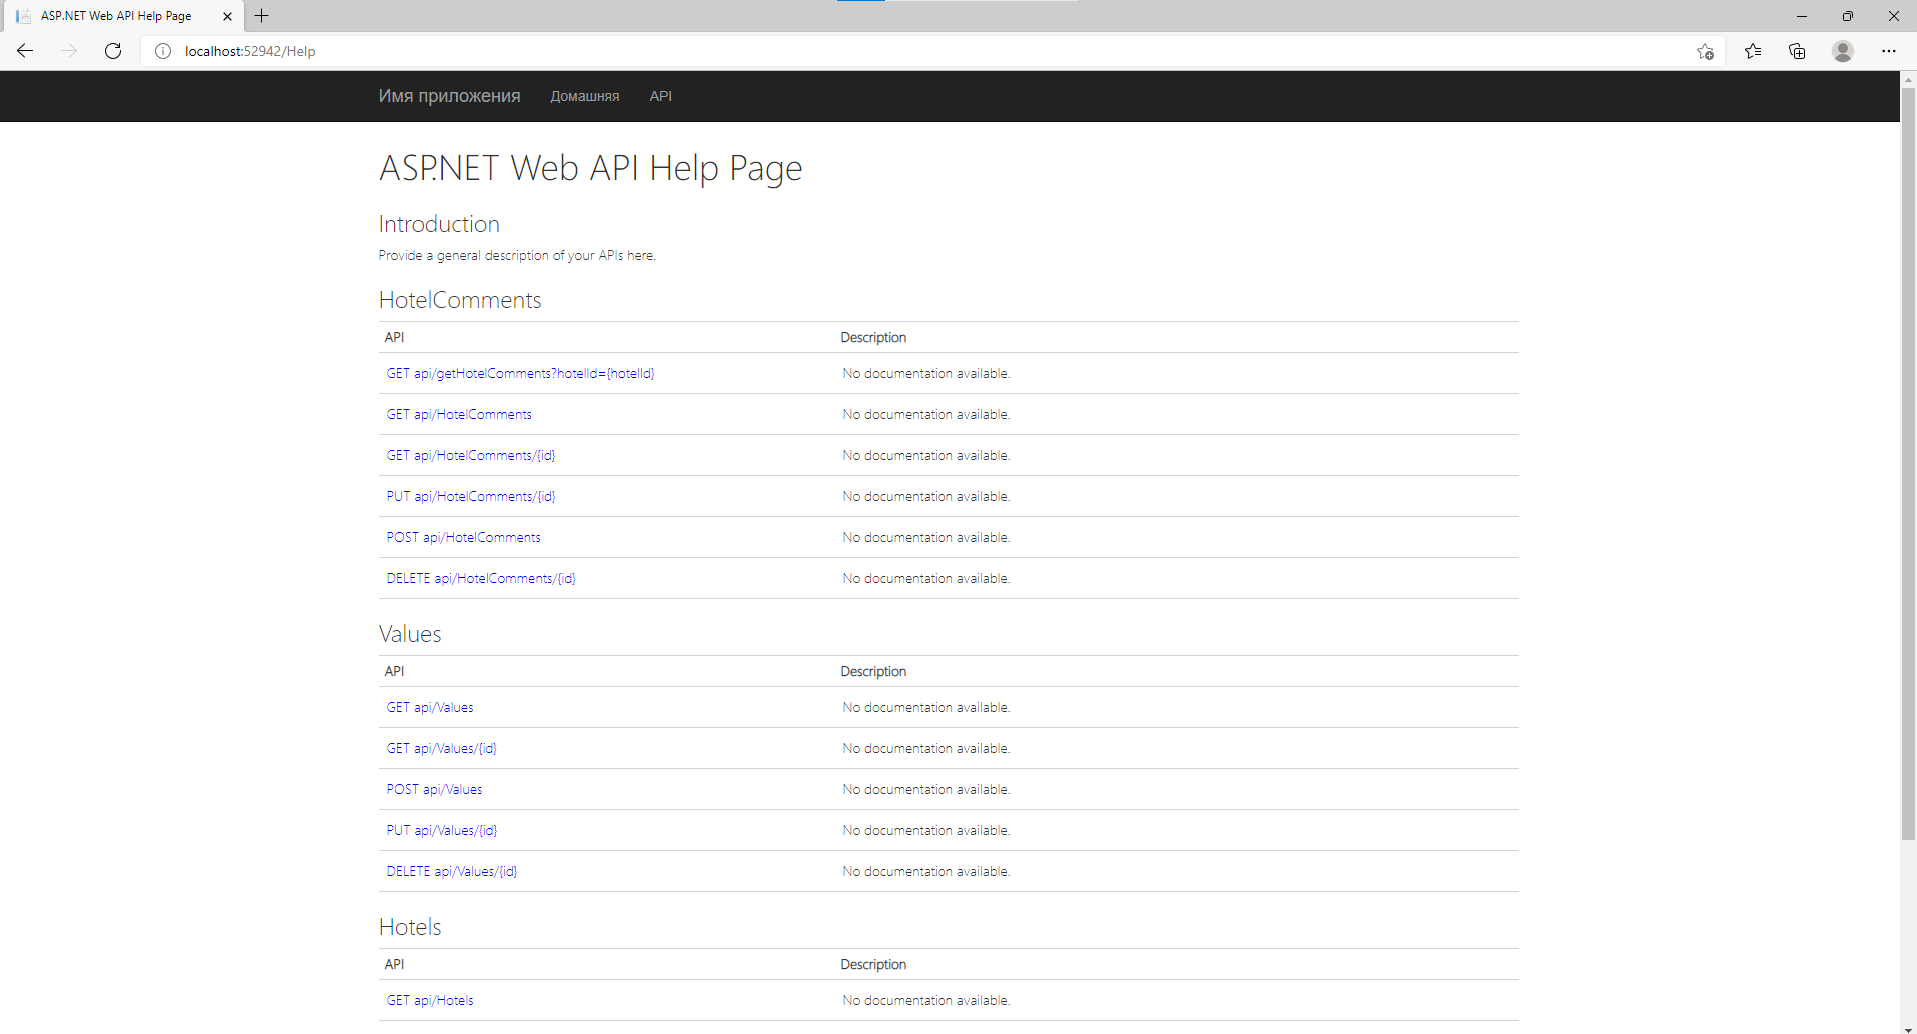 ASP.NET Web API Help Page
localhost:52942/Help
Имя приложения Домашняя API
ASP.NET Web API Help Page
Introduction
Provide a general description of your APIs here.
HotelComments
API Description
GET api/getHotelComments?hotelId={hotelId} No documentation available.
GET api/HotelComments No documentation available.
GET api/HotelComments/{id} No documentation available.
PUT api/HotelComments/{id} No documentation available.
POST api/HotelComments No documentation available.
DELETE api/HotelComments/{id} No documentation available.
Values
API Description
GET api/Values No documentation available.
GET api/Values/{id} No documentation available.
POST api/Values No documentation available.
PUT api/Values/{id} No documentation available.
DELETE api/Values/{id} No documentation available.
Hotels
API Description
GET api/Hotels No documentation available.